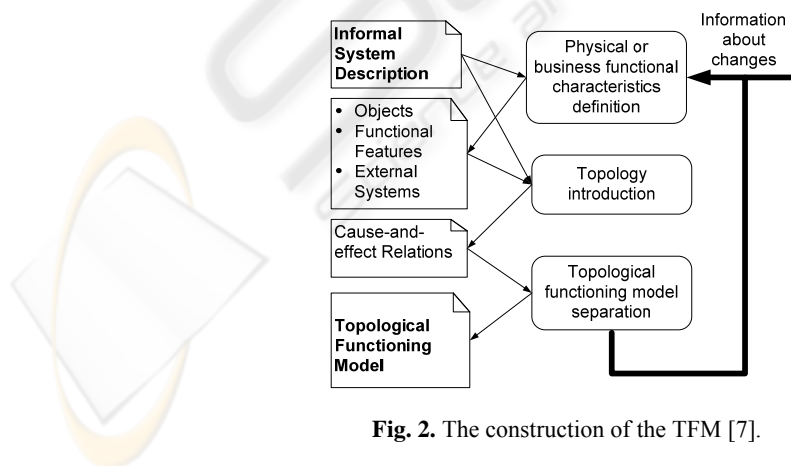 Informal
System
Description
Physical or
business functional
characteristics
definition
Information
about
changes
• Objects
• Functional
Features
• External
Systems
Topology
introduction
Cause-and-
effect Relations
Topological
functioning model
separation
Topological
Functioning
Model
Fig. 2. The construction of the TFM [7].